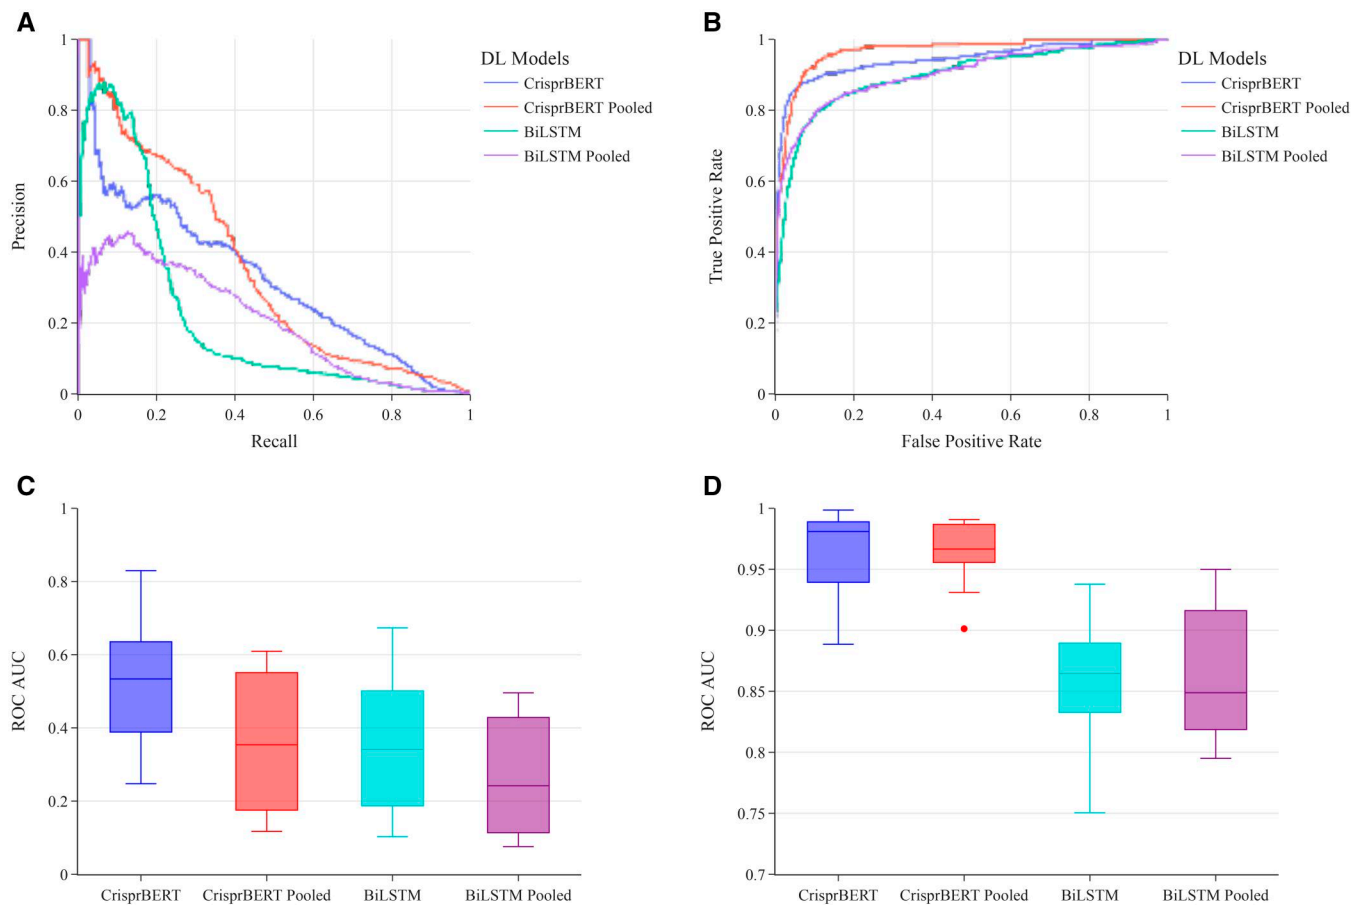 A
DL Models
CrisprBERT
CrisprBERT Pooled
BiLSTM
BiLSTM Pooled
1
0.8
0.6
0.4
0.2
0
Precision
0 0.2 0.4 0.6 0.8 1
Recall
B
DL Models
CrisprBERT
CrisprBERT Pooled
BiLSTM
BiLSTM Pooled
1
0.8
0.6
0.4
0.2
0
True Positive Rate
0 0.2 0.4 0.6 0.8 1
False Positive Rate
C
1
0.8
0.6
0.4
0.2
0
ROC AUC
CrisprBERT CrisprBERT Pooled BiLSTM BiLSTM Pooled
D
1
0.95
0.9
0.85
0.8
0.75
0.7
ROC AUC
CrisprBERT CrisprBERT Pooled BiLSTM BiLSTM Pooled